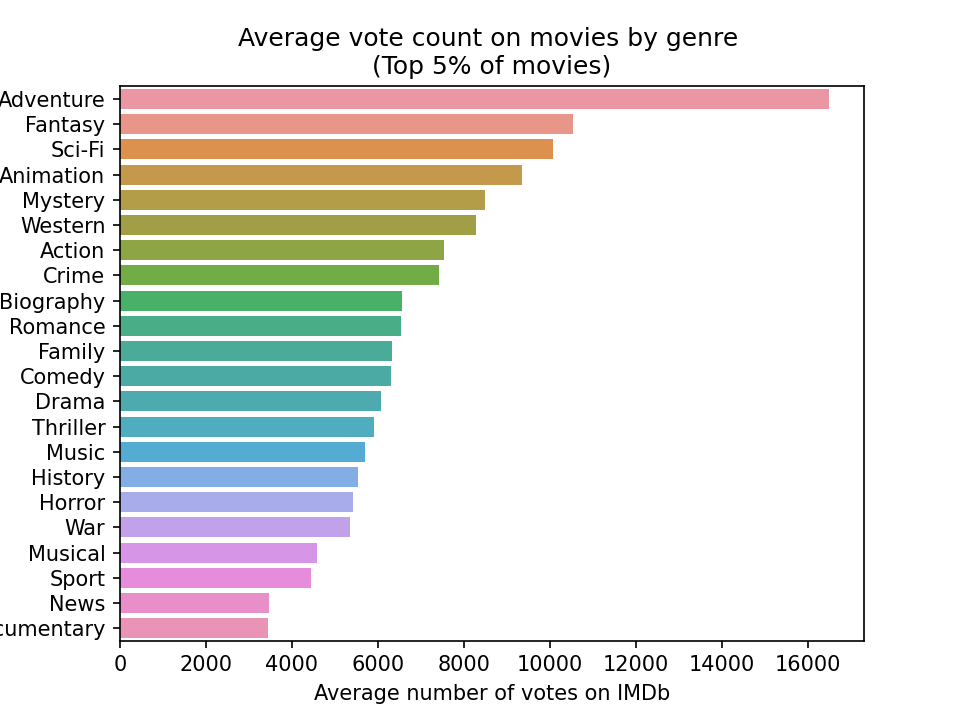 Average vote count on movies by genre
(Top 5% of movies)
Adventure
Fantasy
Sci-Fi
Animation
Mystery
Western
Action
Crime
Biography
Romance
Family
Comedy
Drama
Thriller
Music
History
Horror
War
Musical
Sport
News
cumentary
0 2000 4000 6000 8000 10000 12000 14000 16000
Average number of votes on IMDb